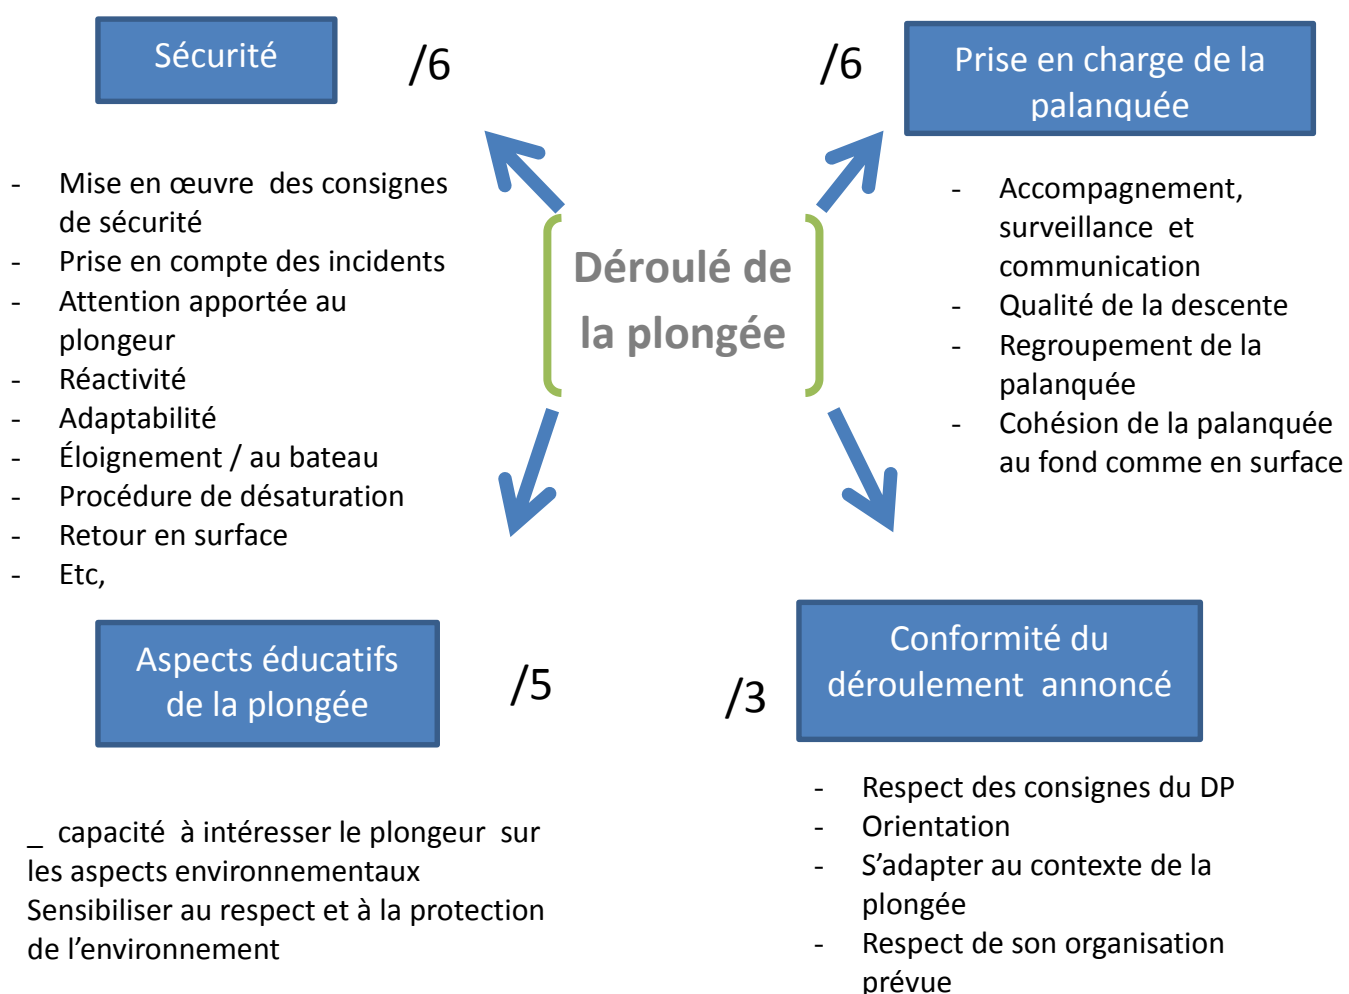 Sécurité
/6
- Mise en œuvre des consignes
de sécurité
- Prise en compte des incidents
- Attention apportée au
plongeur
- Réactivité
- Adaptabilité
- Éloignement / au bateau
- Procédure de désaturation
- Retour en surface
- Etc,
/6
Prise en charge de la
palanquée
- Accompagnement,
surveillance et
communication
- Qualité de la descente
- Regroupement de la
palanquée
- Cohésion de la palanquée
au fond comme en surface
Déroulé de
la plongée
Aspects éducatifs
de la plongée
/5
_ capacité à intéresser le plongeur sur
les aspects environnementaux
Sensibiliser au respect et à la protection
de l’environnement
/3
Conformité du
déroulement annoncé
- Respect des consignes du DP
- Orientation
- S’adapter au contexte de la
plongée
- Respect de son organisation
prévue